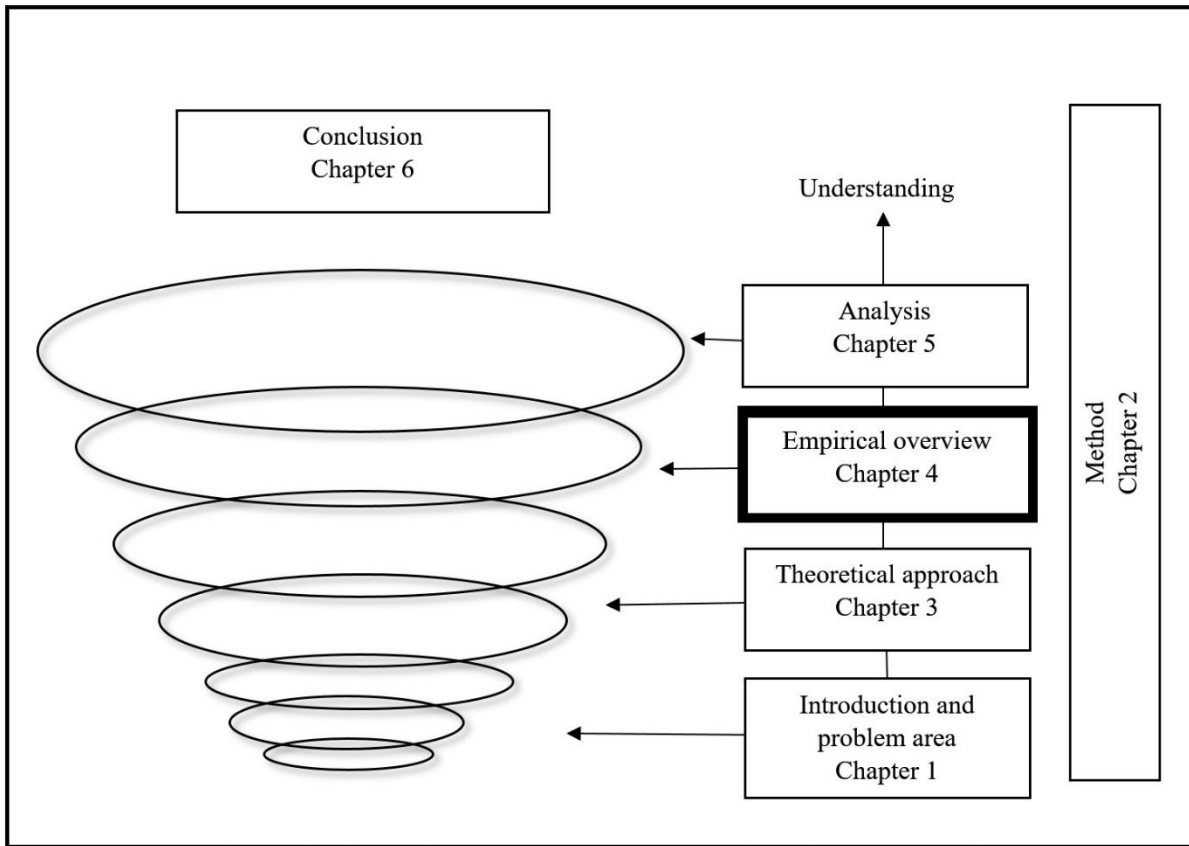 Conclusion
Chapter 6
Understanding
Analysis
Chapter 5
Empirical overview
Chapter 4
Theoretical approach
Chapter 3
Introduction and
problem area
Chapter 1
Method
Chapter 2